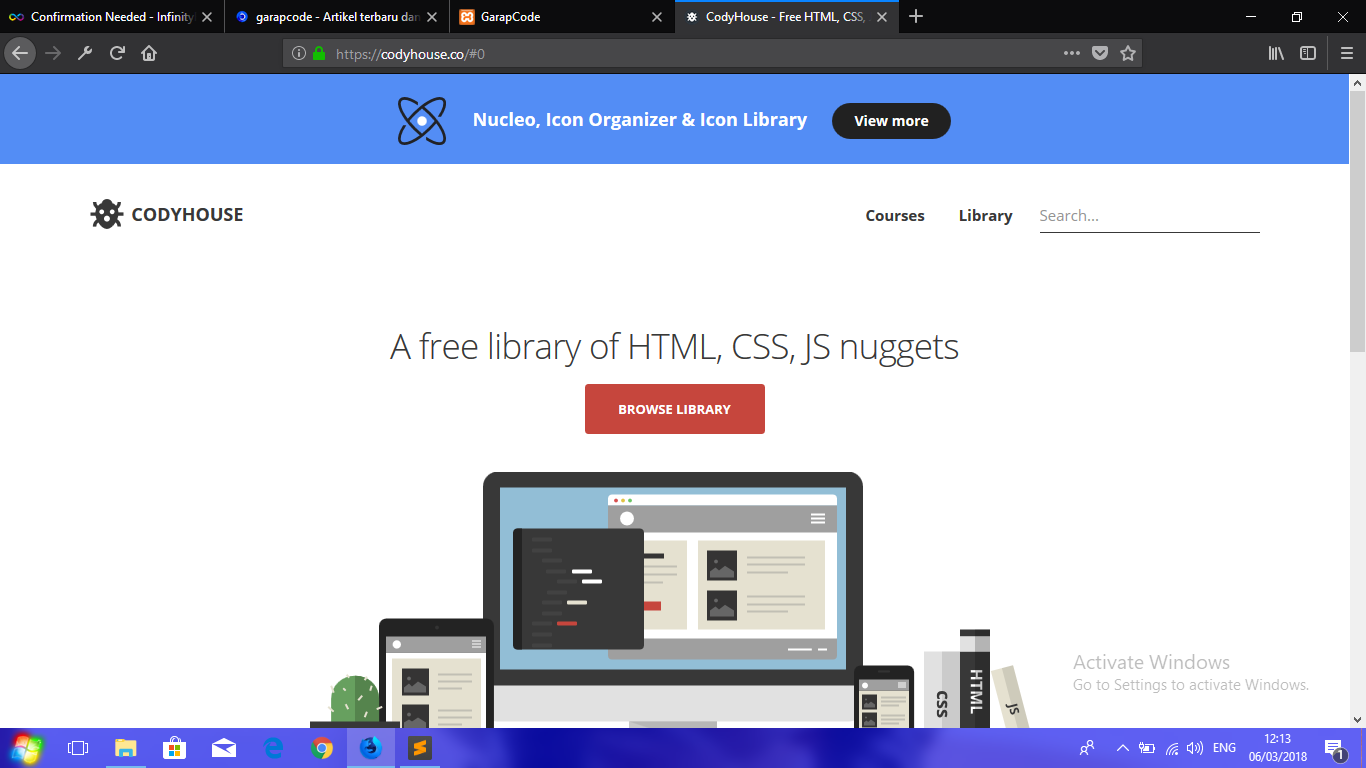 Confirmation Needed - Infinity
garapcode - Artikel terbaru dan
GarapCode
CodyHouse - Free HTML, CSS,
https://codyhouse.co/#0
Nucleo, Icon Organizer & Icon Library
View more
CODYHOUSE
Courses
Library
Search...
A free library of HTML, CSS, JS nuggets
BROWSE LIBRARY
CSS
HTML
JS
Activate Windows
Go to Settings to activate Windows.
ENG
12:13
06/03/2018
1